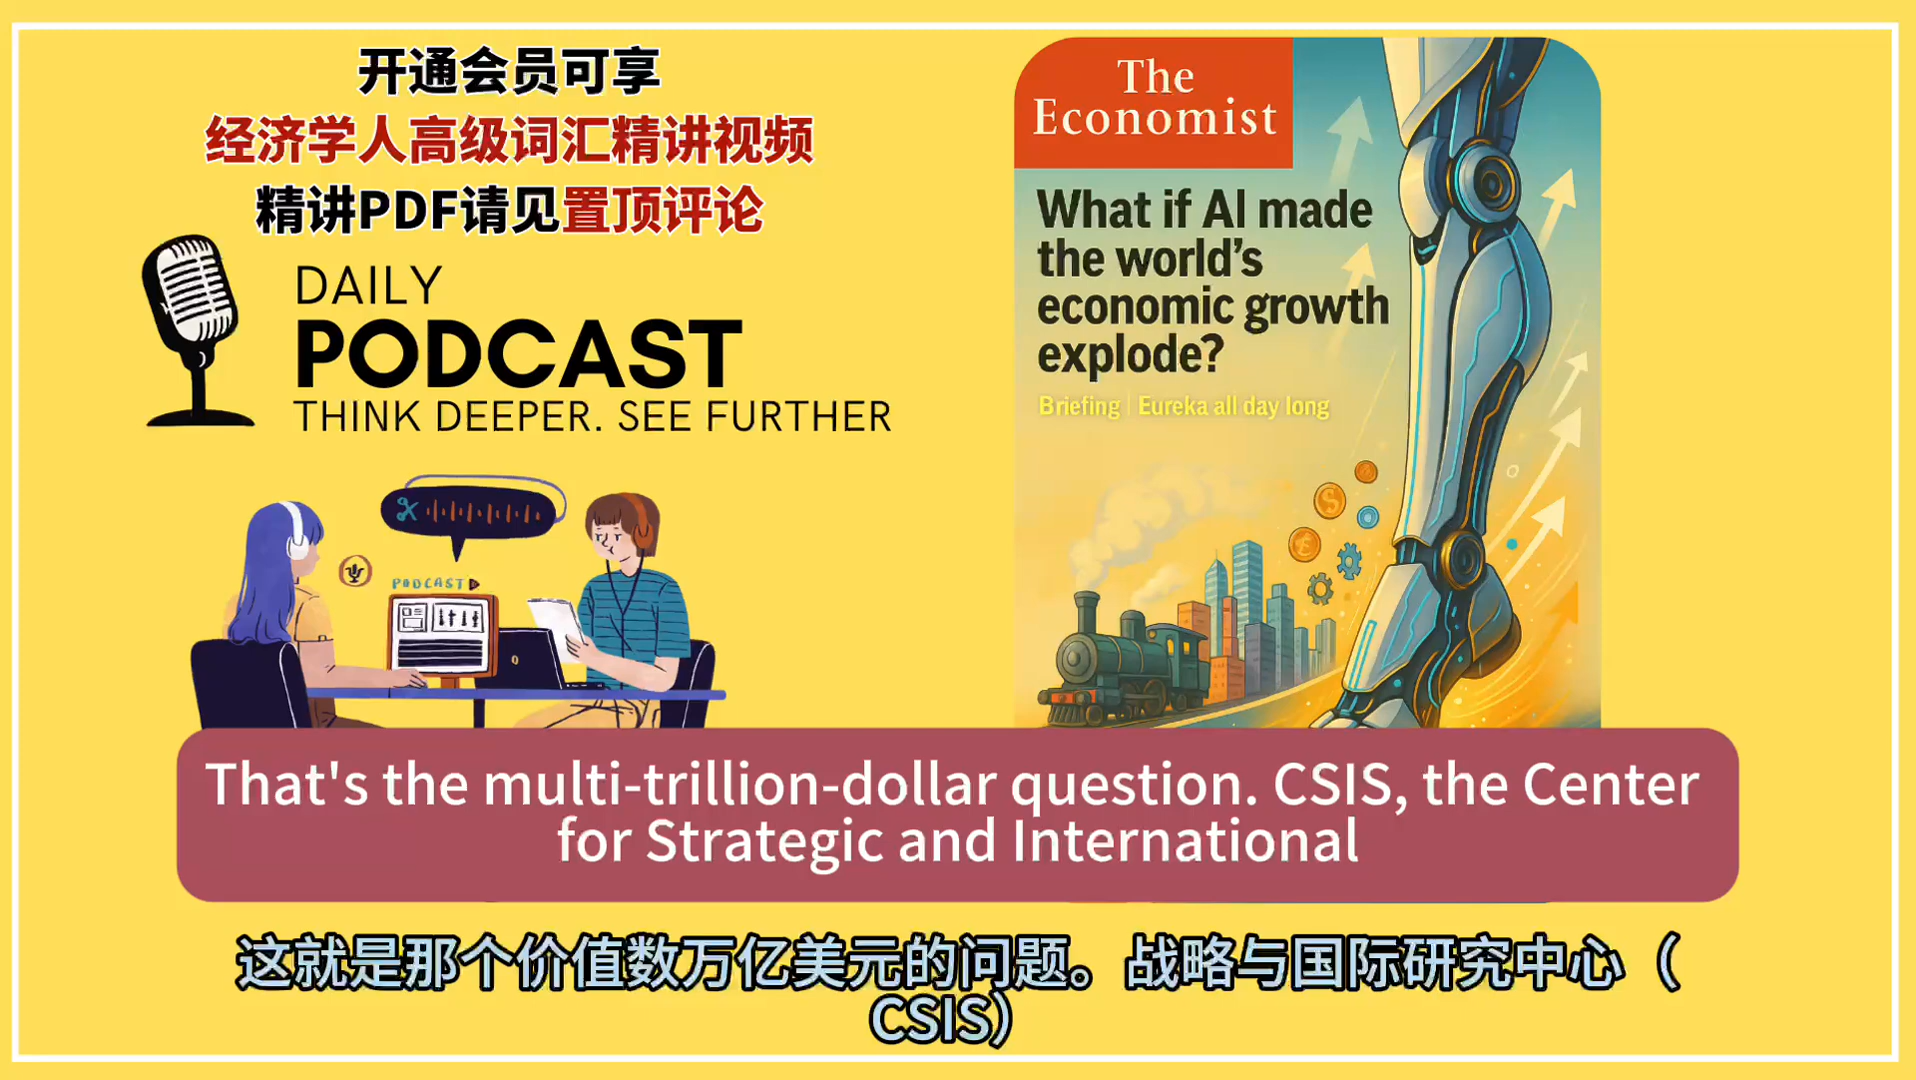 开通会员可享
经济学人高级词汇精讲视频
精讲PDF请见置顶评论
DAILY
PODCAST
THINK DEEPER. SEE FURTHER
PODCAST
The
Economist
What if AI made
the world's
economic growth
explode?
Briefing | Eureka all day long
That's the multi-trillion-dollar question. CSIS, the Center
for Strategic and International
这就是那个价值数万亿美元的问题。战略与国际研究中心（
CSIS）